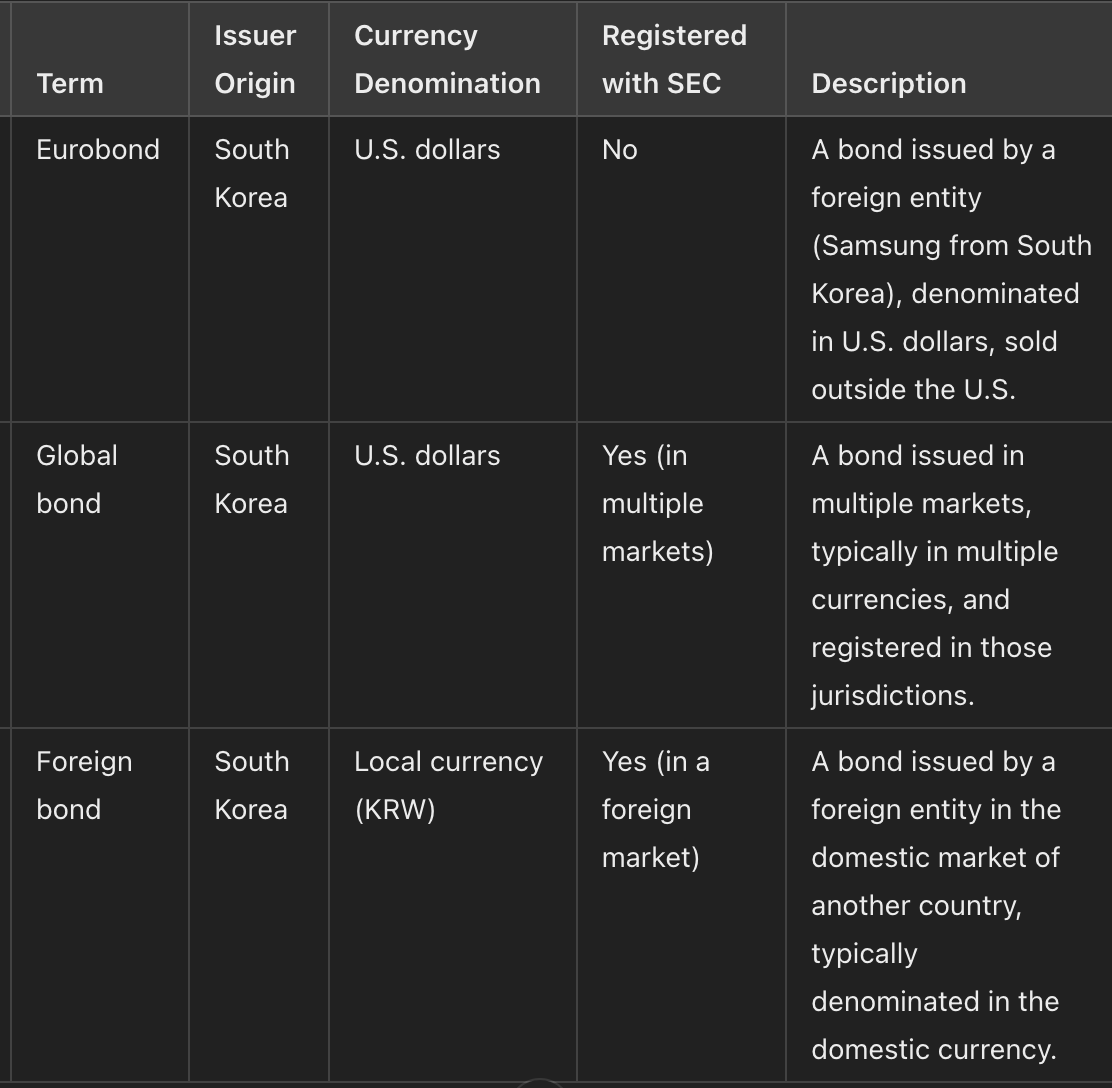 Term
Issuer
Origin
Currency
Denomination
Registered
with SEC
Description
Eurobond
South
Korea
U.S. dollars
No
A bond issued by a
foreign entity
(Samsung from South
Korea), denominated
in U.S. dollars, sold
outside the U.S.
Global
bond
South
Korea
U.S. dollars
Yes (in
multiple
markets)
A bond issued in
multiple markets,
typically in multiple
currencies, and
registered in those
jurisdictions.
Foreign
bond
South
Korea
Local currency
(KRW)
Yes (in a
foreign
market)
A bond issued by a
foreign entity in the
domestic market of
another country,
typically
denominated in the
domestic currency.